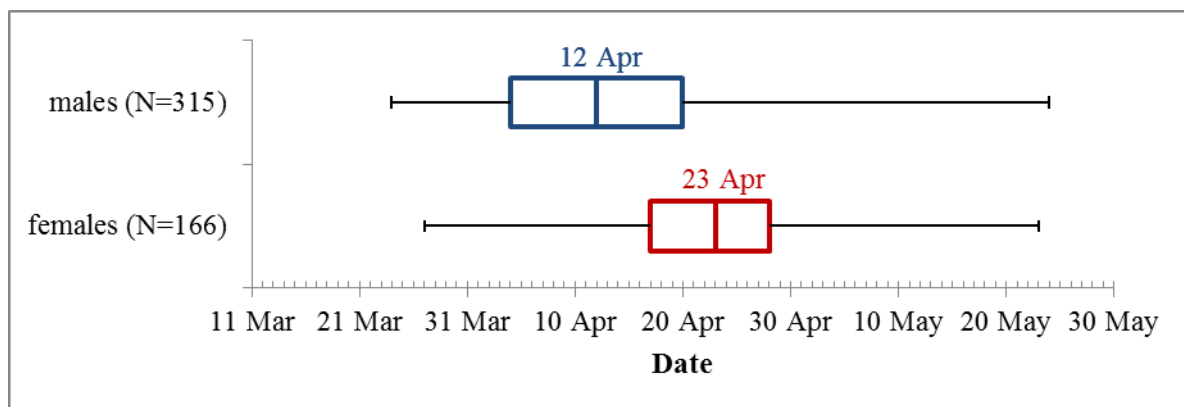 12 Apr
males (N=315)
23 Apr
females (N=166)
11 Mar 21 Mar 31 Mar 10 Apr 20 Apr 30 Apr 10 May 20 May 30 May
Date